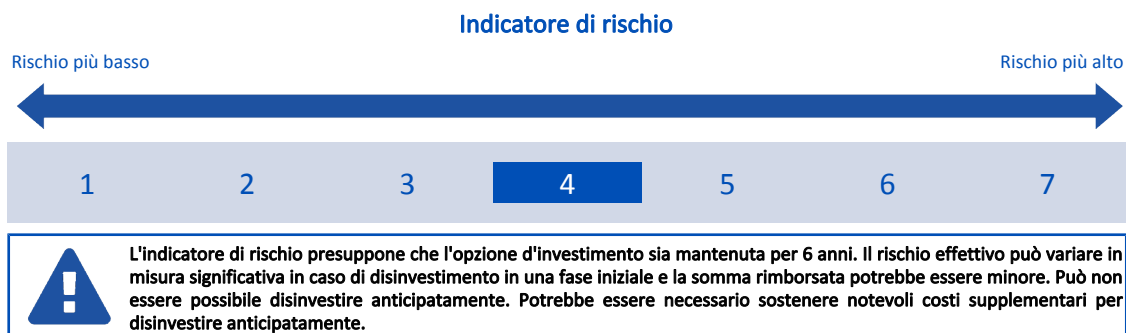 Indicatore di rischio
Rischio più basso
Rischio più alto
1 2 3 4 5 6 7
L'indicatore di rischio presuppone che l'opzione d'investimento sia mantenuta per 6 anni. Il rischio effettivo può variare in
misura significativa in caso di disinvestimento in una fase iniziale e la somma rimborsata potrebbe essere minore. Può non
essere possibile disinvestire anticipatamente. Potrebbe essere necessario sostenere notevoli costi supplementari per
disinvestire anticipatamente.